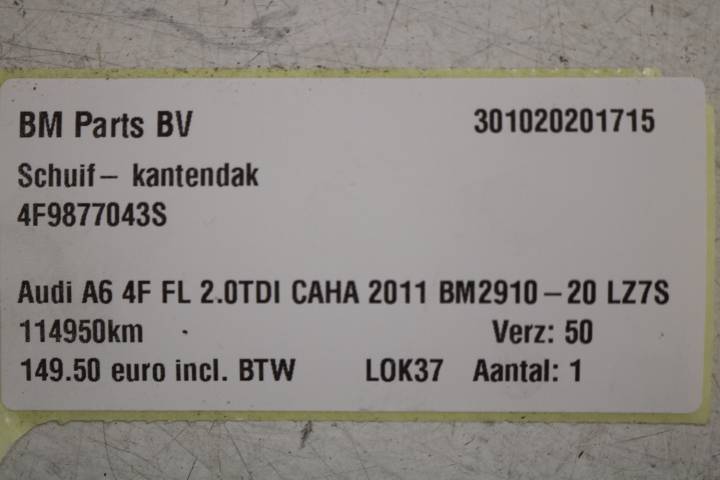 BM Parts BV 301020201715
Schuif- kantendak
4F9877043S
Audi A6 4F FL 2.0TDI CAHA 2011 BM2910-20 LZ7S
114950km Verz: 50
149.50 euro incl. BTW LOK37 Aantal: 1